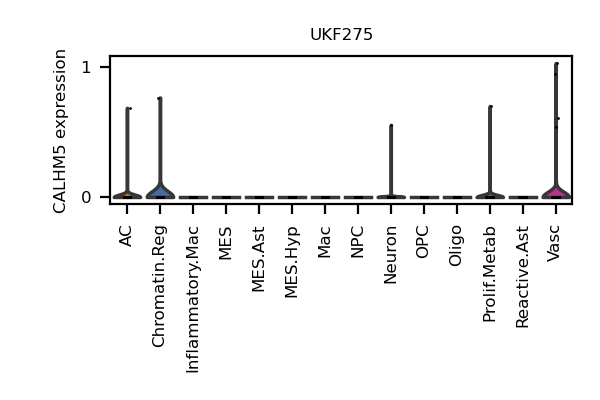 UKF275
CALHM5 expression
1
0
AC
Chromatin.Reg
Inflammatory.Mac
MES
MES.Ast
MES.Hyp
Mac
NPC
Neuron
OPC
Oligo
Prolif.Metab
Reactive.Ast
Vasc